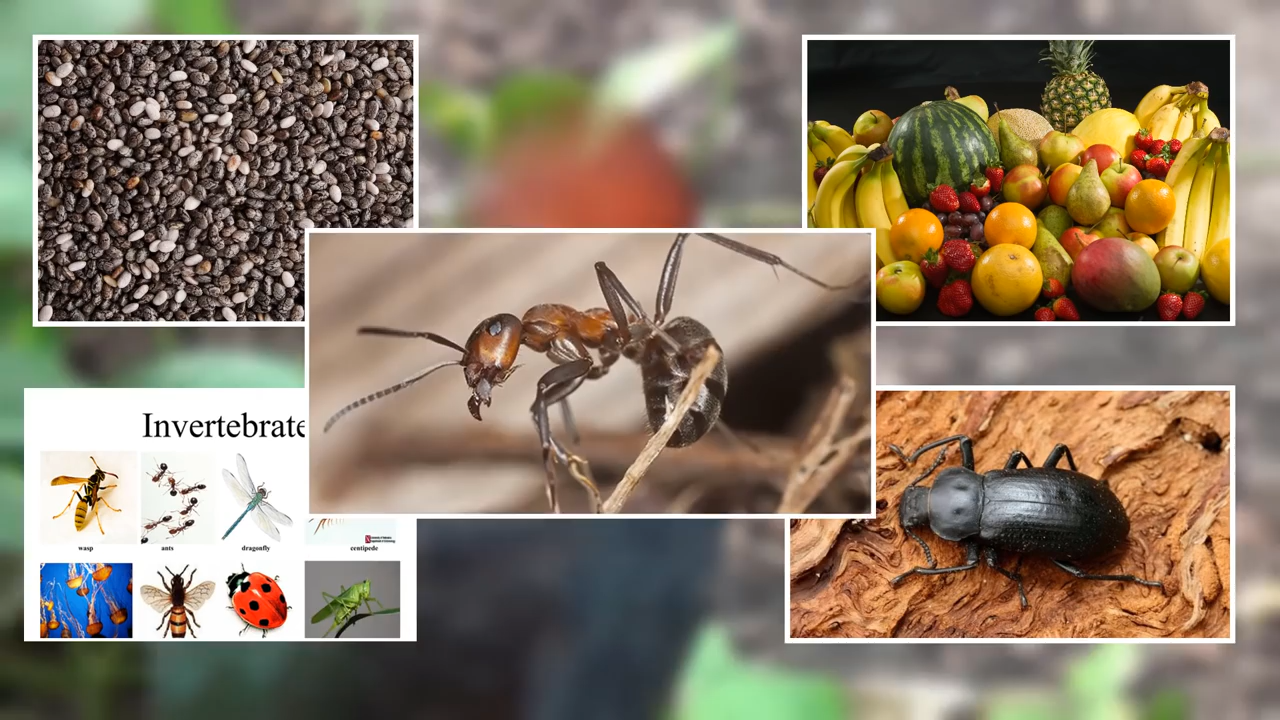 Invertebrate
wasp
ants
dragonfly
centipede